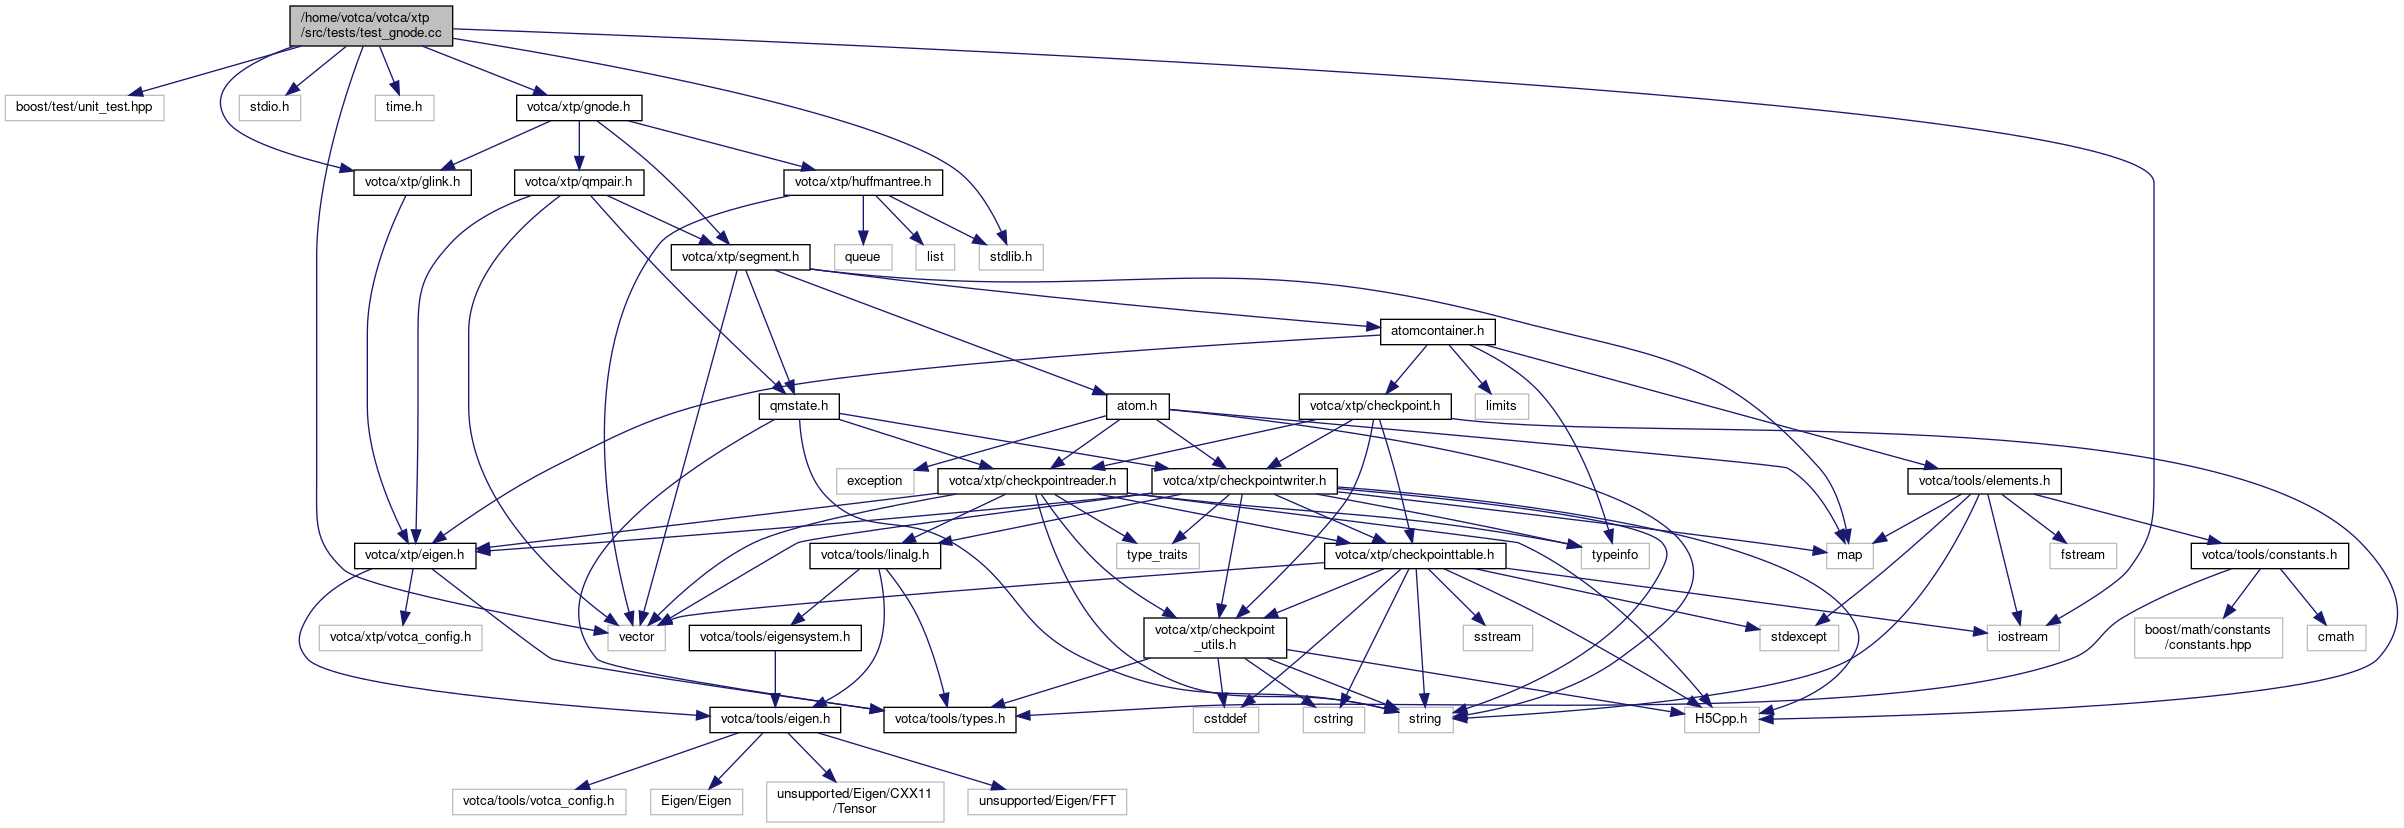 /home/votca/votca/xtp
/src/tests/test_gnode.cc
boost/test/unit_test.hpp
stdio.h
time.h
votca/xtp/gnode.h
votca/xtp/glink.h
votca/xtp/qmpair.h
votca/xtp/huffmantree.h
votca/xtp/segment.h
queue
list
stdlib.h
atomcontainer.h
qmstate.h
atom.h
votca/xtp/checkpoint.h
limits
exception
votca/xtp/checkpointreader.h
votca/xtp/checkpointwriter.h
votca/tools/elements.h
votca/xtp/eigen.h
votca/tools/linalg.h
type_traits
votca/xtp/checkpointtable.h
typeinfo
map
fstream
votca/tools/constants.h
votca/xtp/votca_config.h
vector
votca/tools/eigensystem.h
votca/xtp/checkpoint
_utils.h
sstream
stdexcept
iostream
boost/math/constants
/constants.hpp
cmath
votca/tools/eigen.h
votca/tools/types.h
cstddef
cstring
string
H5Cpp.h
votca/tools/votca_config.h
Eigen/Eigen
unsupported/Eigen/CXX11
/Tensor
unsupported/Eigen/FFT